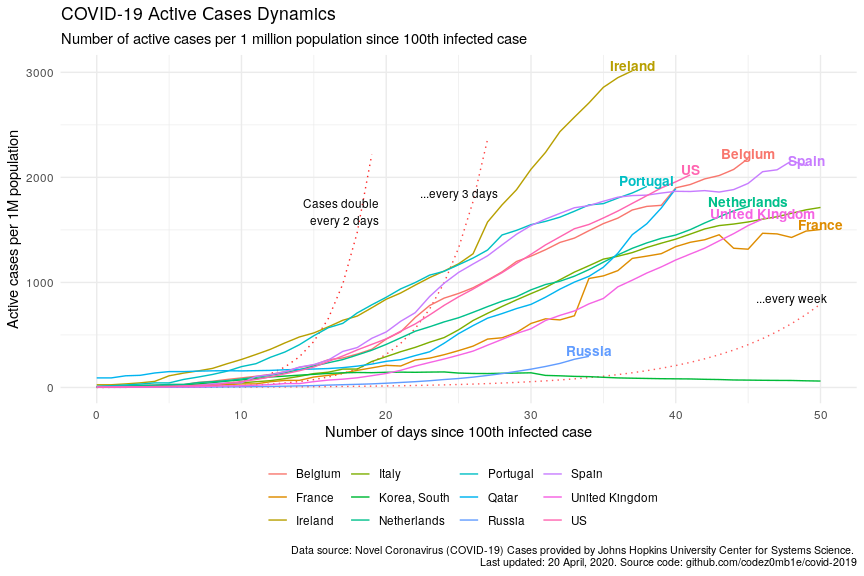 COVID-19 Active Cases Dynamics
Number of active cases per 1 million population since 100th infected case
Active cases per 1M population
3000
2000
1000
0
Ireland
Belgium
Spain
US
Portugal
Cases double
every 2 days
...every 3 days
Netherlands
United Kingdom
France
...every week
Russia
0 10 20 30 40 50
Number of days since 100th infected case
Belgium Italy Portugal Spain
France Korea, South Qatar United Kingdom
Ireland Netherlands Russia US
Data source: Novel Coronavirus (COVID-19) Cases provided by Johns Hopkins University Center for Systems Science.
Last updated: 20 April, 2020. Source code: github.com/codez0mb1e/covid-2019